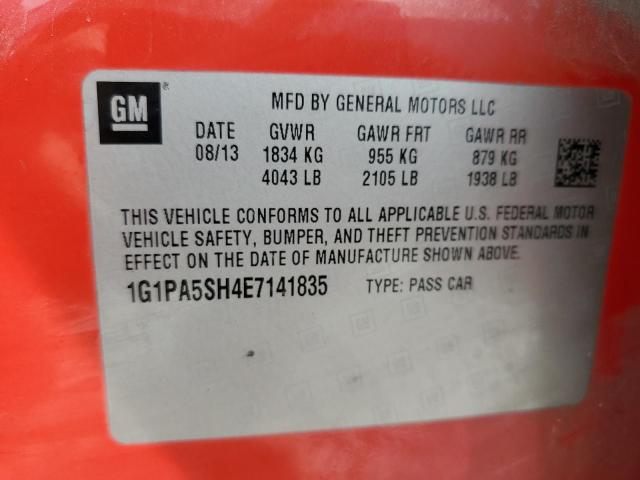 GM
MFD BY GENERAL MOTORS LLC
DATE GVWR GAWR FRT GAWR RR
08/13 1834 KG 955 KG 879 KG
4043 LB 2105 LB 1938 LB
THIS VEHICLE CONFORMS TO ALL APPLICABLE U.S. FEDERAL MOTOR
VEHICLE SAFETY, BUMPER, AND THEFT PREVENTION STANDARDS IN
EFFECT ON THE DATE OF MANUFACTURE SHOWN ABOVE.
1G1PA5SH4E7141835 TYPE: PASS CAR